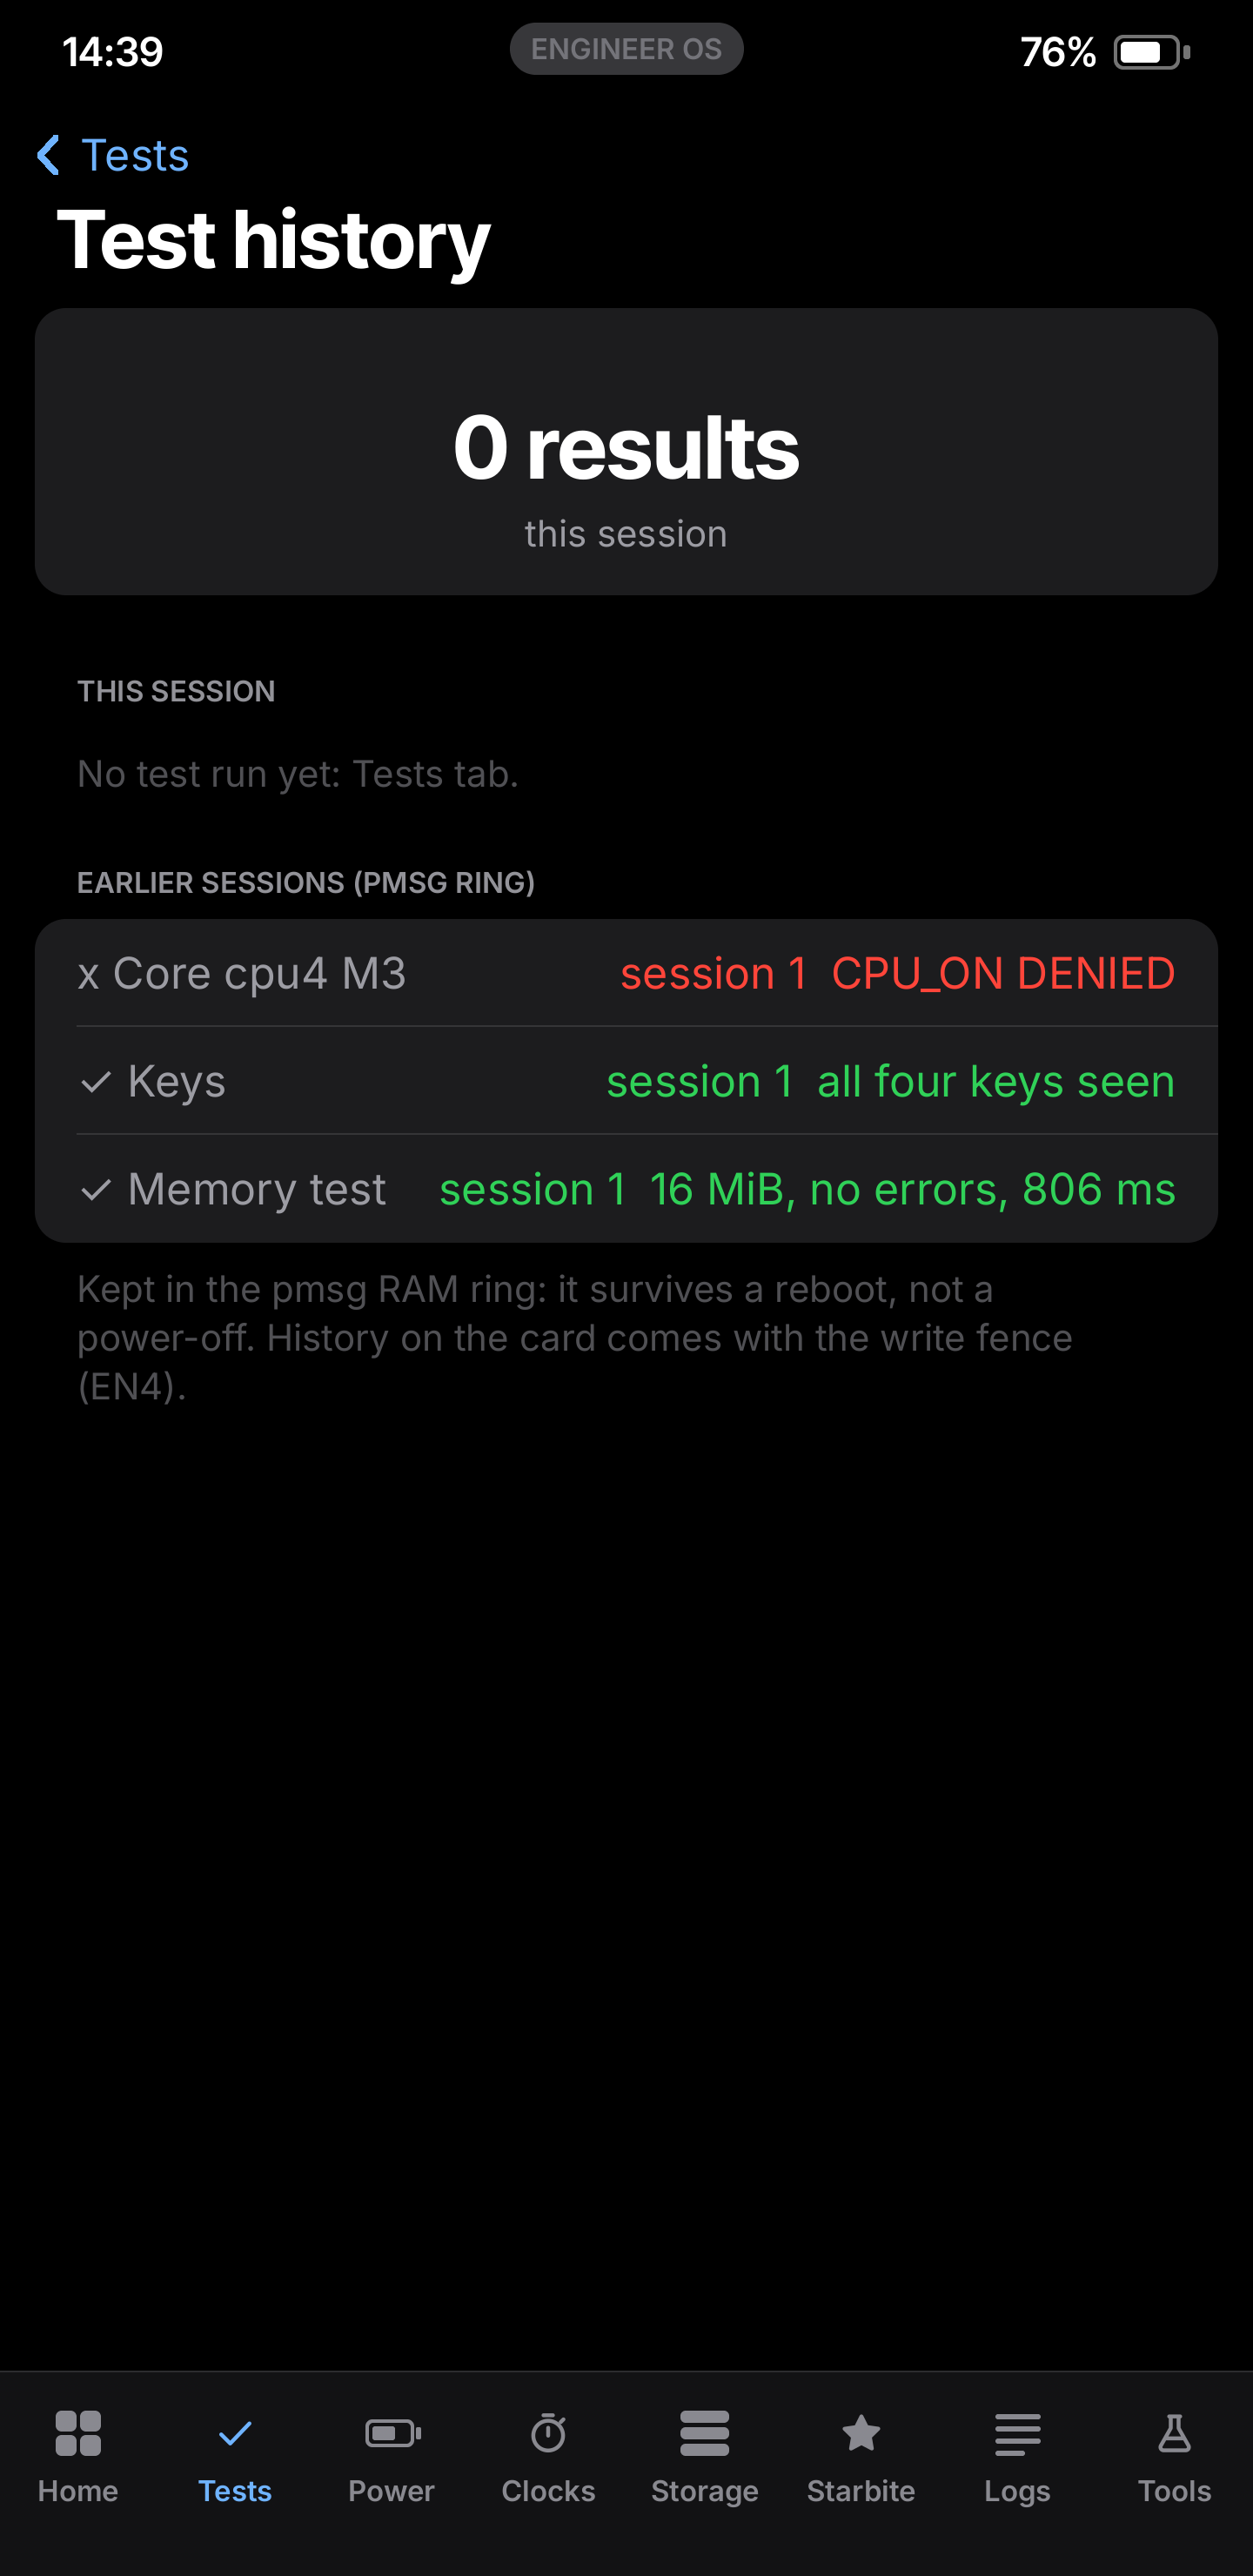 14:39 ENGINEER OS 76%
Tests
Test history
0 results
this session
THIS SESSION
No test run yet: Tests tab.
EARLIER SESSIONS (PMSG RING)
x Core cpu4 M3 session 1 CPU_ON DENIED
✓ Keys session 1 all four keys seen
✓ Memory test session 1 16 MiB, no errors, 806 ms
Kept in the pmsg RAM ring: it survives a reboot, not a
power-off. History on the card comes with the write fence
(EN4).
Home Tests Power Clocks Storage Starbite Logs Tools